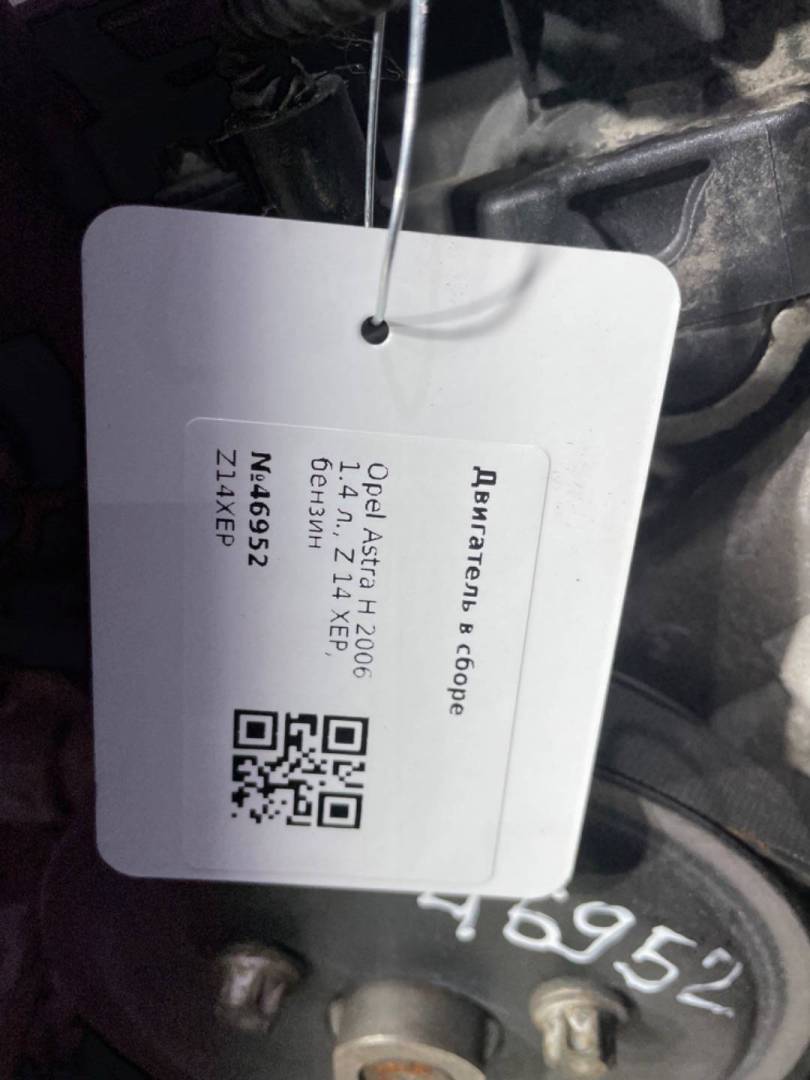 Двигатель в сборе
Opel Astra H 2006
1.4 л., Z 14 XEP,
бензин
№46952
Z14XEP
46952